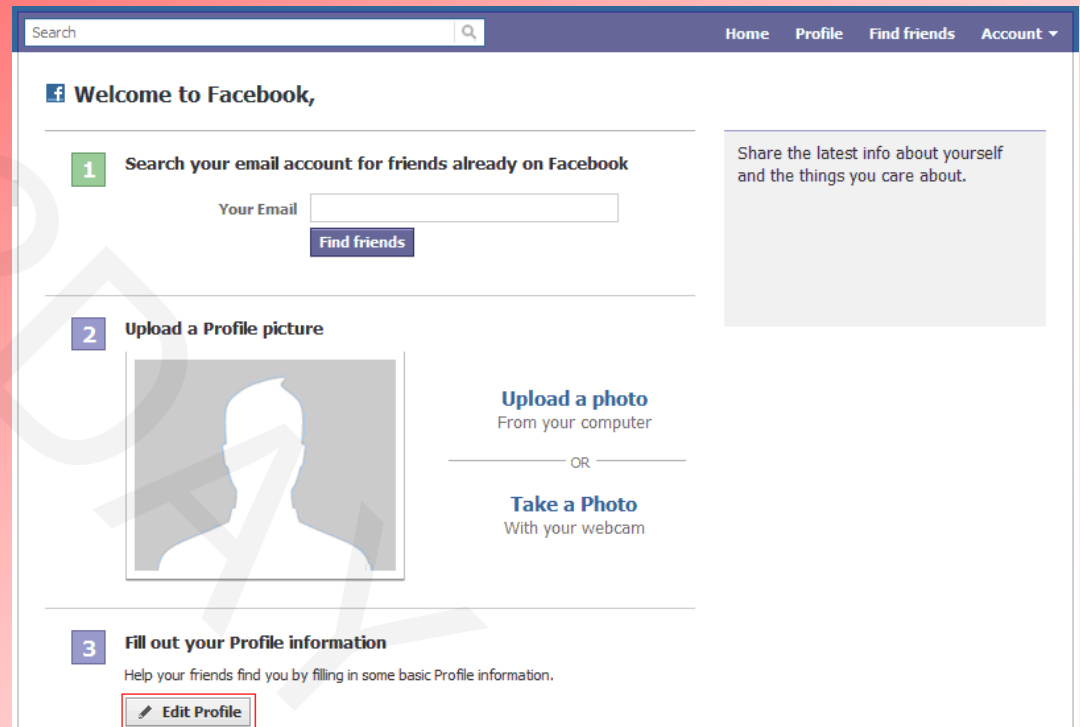 Search
Home Profile Find friends Account
Welcome to Facebook,
1 Search your email account for friends already on Facebook
Your Email
Find friends
Share the latest info about yourself
and the things you care about.
2 Upload a Profile picture
Upload a photo
From your computer
OR
Take a Photo
With your webcam
3 Fill out your Profile information
Help your friends find you by filling in some basic Profile information.
Edit Profile
DAY